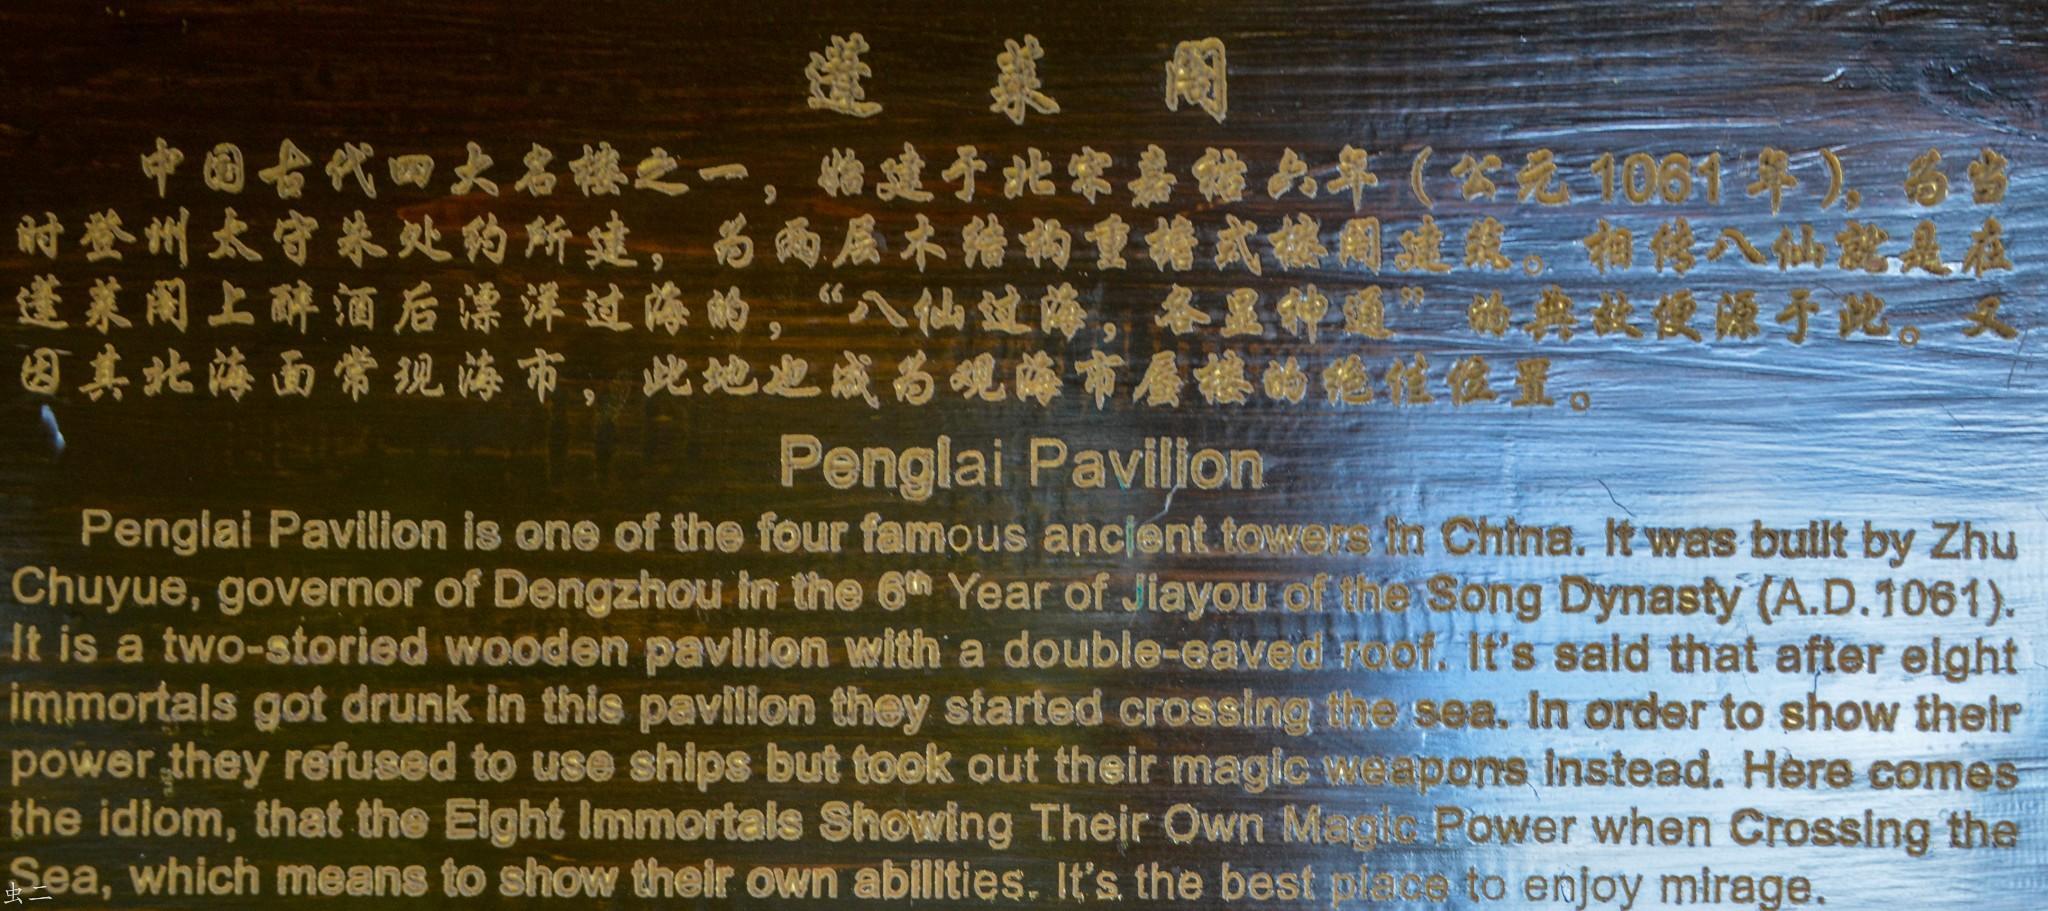 蓬莱阁
中国古代四大名楼之一，始建于北宋嘉祐六年（公元1061年），为当
时登州太守朱处约所建，为两层木结构重檐式楼阁建筑。相传八仙就是在
蓬莱阁上醉酒后漂洋过海的，“八仙过海，各显神通”的典故便源于此。又
因其北海面常现海市，此地也成为观海市蜃楼的绝佳位置。
Penglai Pavilion
Penglai Pavilion is one of the four famous ancient towers in China. It was built by Zhu
Chuyue, governor of Dengzhou in the 6th Year of Jiayou of the Song Dynasty (A.D.1061).
It is a two-storied wooden pavilion with a double-eaved roof. It's said that after eight
immortals got drunk in this pavilion they started crossing the sea. In order to show their
power they refused to use ships but took out their magic weapons instead. Here comes
the idiom, that the Eight Immortals Showing Their Own Magic Power when Crossing the
Sea, which means to show their own abilities. It's the best place to enjoy mirage.
虫二